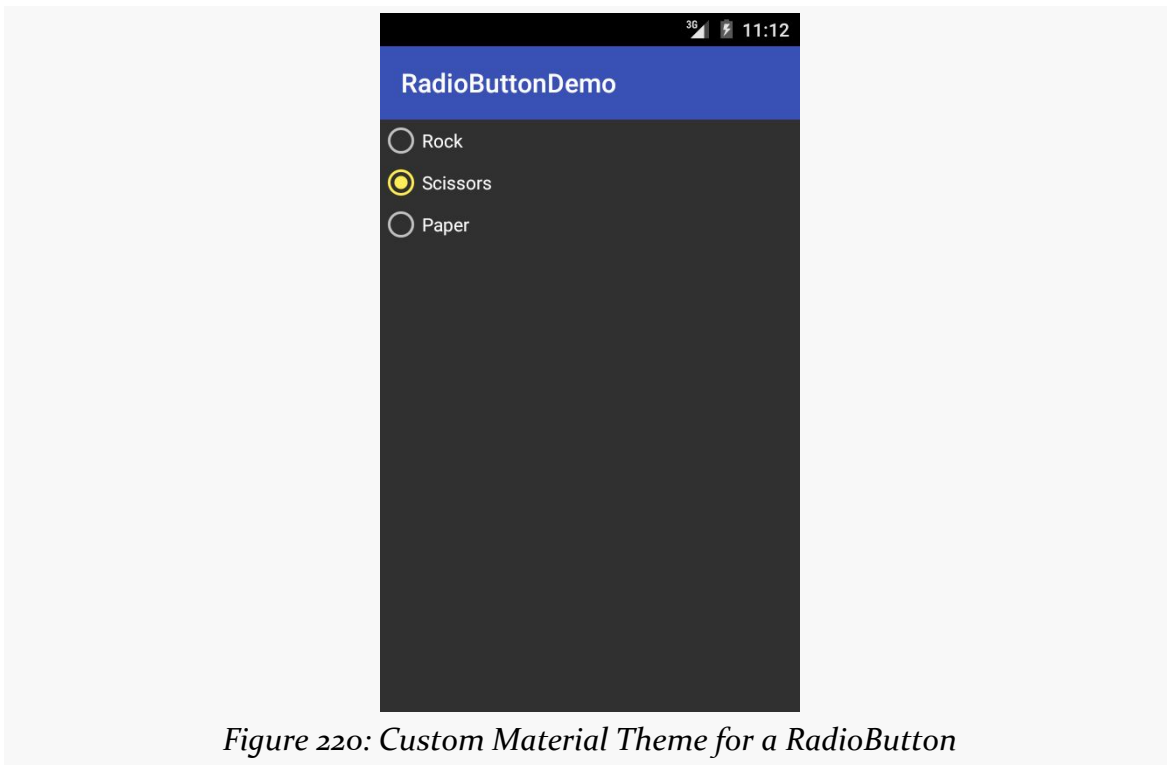 3G 11:12
RadioButtonDemo
Rock
Scissors
Paper
Figure 220: Custom Material Theme for a RadioButton